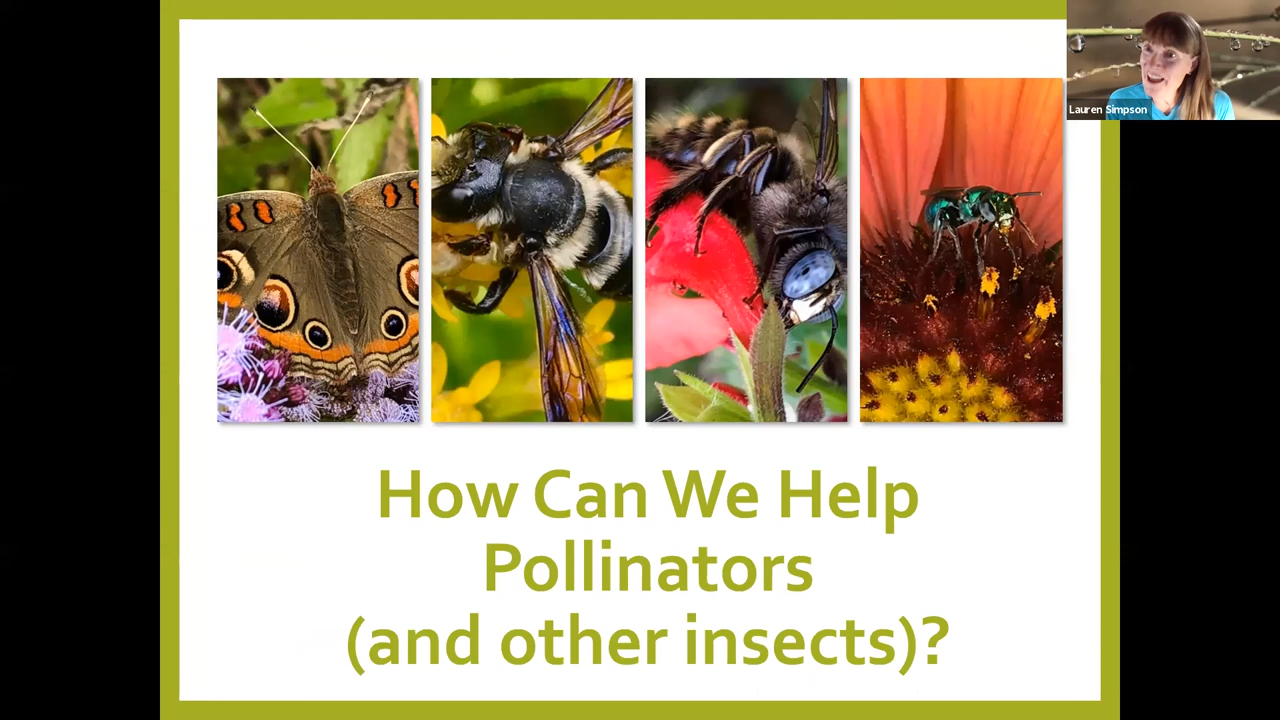 Lauren Simpson
How Can We Help
Pollinators
(and other insects)?